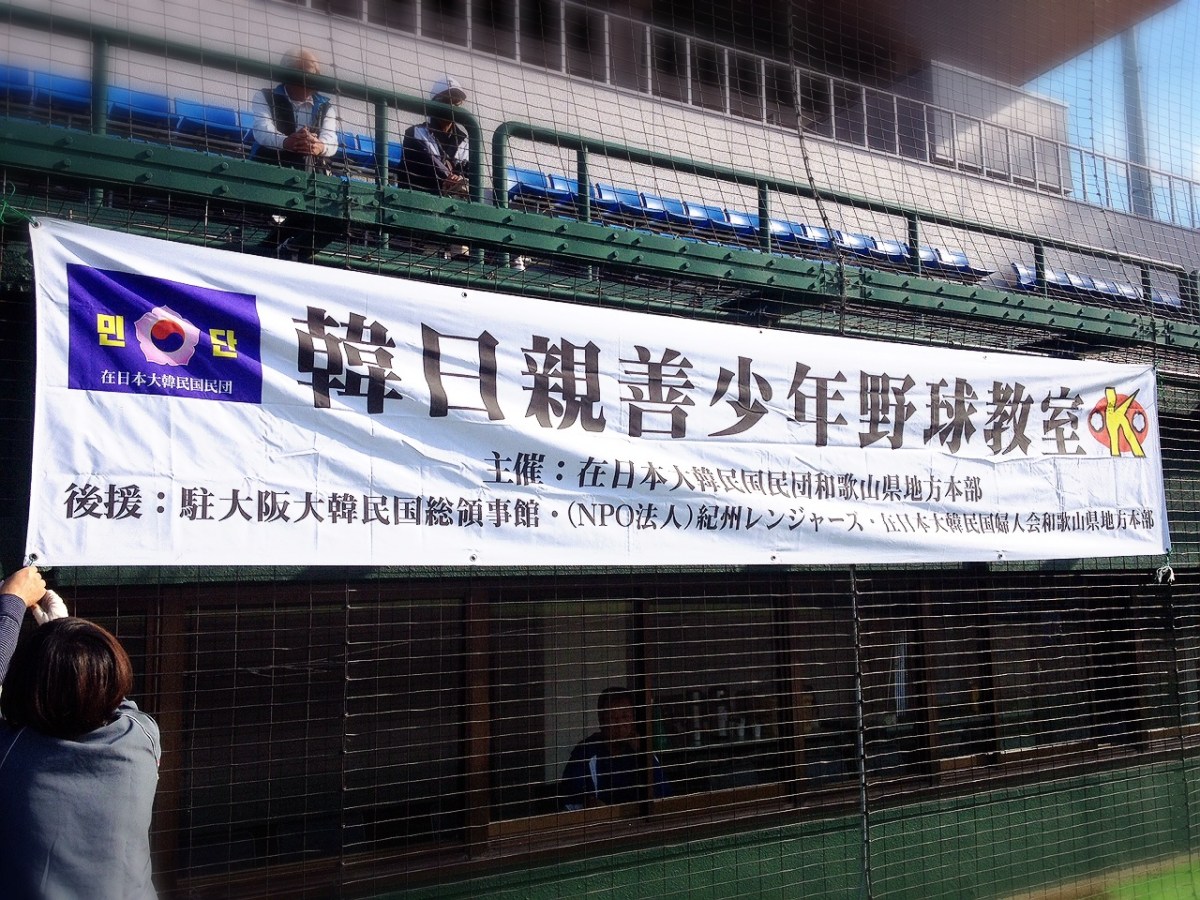 민 단
在日本大韓民国民団
韓日親善少年野球教室
K
主催：在日本大韓民国民団和歌山県地方本部
後援：駐大阪大韓民国総領事館・(NPO法人)紀州レンジャーズ・在日本大韓民国婦人会和歌山県地方本部